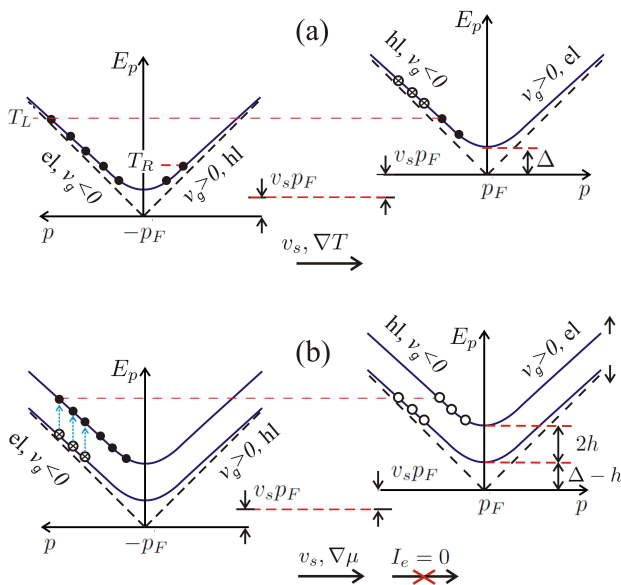 (a)
E_p
E_p
hl, v_g<0
v_g>0, el
T_L
T_R
el, v_g<0
v_g>0, hl
v_s p_F
v_s p_F
Δ
p
-p_F
p_F
p
v_s, ∇T
(b)
E_p
E_p
hl, v_g<0
v_g>0, el
el, v_g<0
v_g>0, hl
2h
v_s p_F
v_s p_F
Δ - h
p
-p_F
p_F
p
v_s, ∇μ
I_e = 0